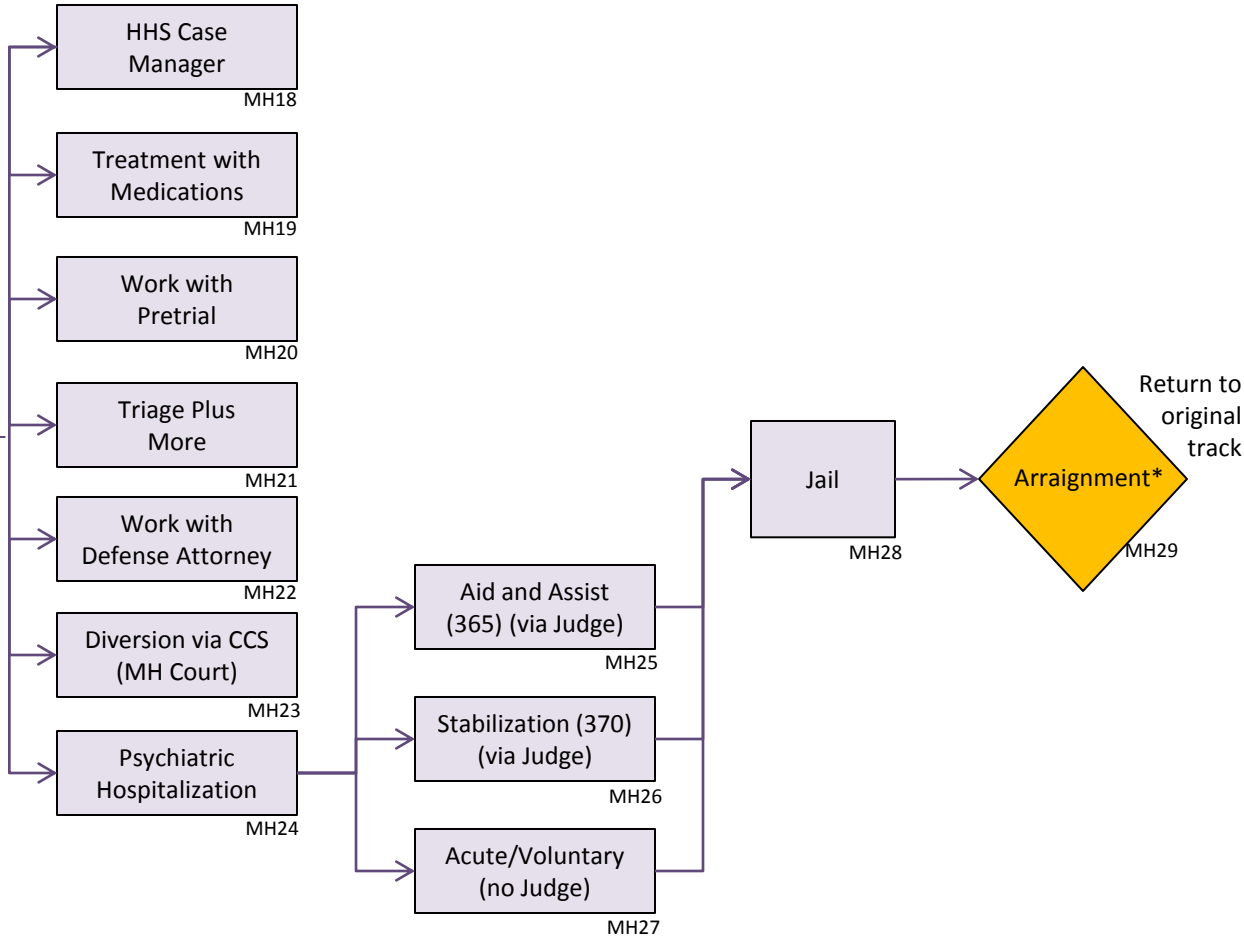 HHS Case
Manager
MH18
Treatment with
Medications
MH19
Work with
Pretrial
MH20
Triage Plus
More
MH21
Work with
Defense Attorney
MH22
Diversion via CCS
(MH Court)
MH23
Psychiatric
Hospitalization
MH24
Aid and Assist
(365) (via Judge)
MH25
Stabilization (370)
(via Judge)
MH26
Acute/Voluntary
(no Judge)
MH27
Jail
MH28
Arraignment*
MH29
Return to
original
track